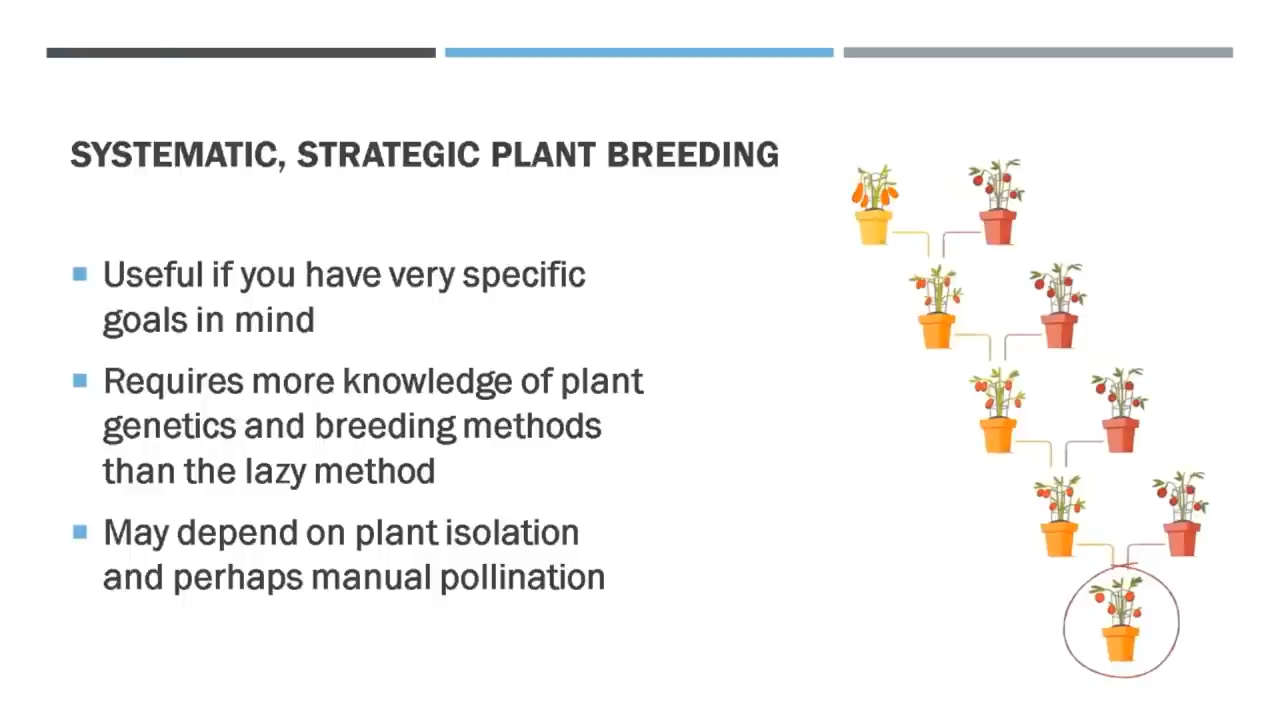 SYSTEMATIC, STRATEGIC PLANT BREEDING
Useful if you have very specific
goals in mind
Requires more knowledge of plant
genetics and breeding methods
than the lazy method
May depend on plant isolation
and perhaps manual pollination